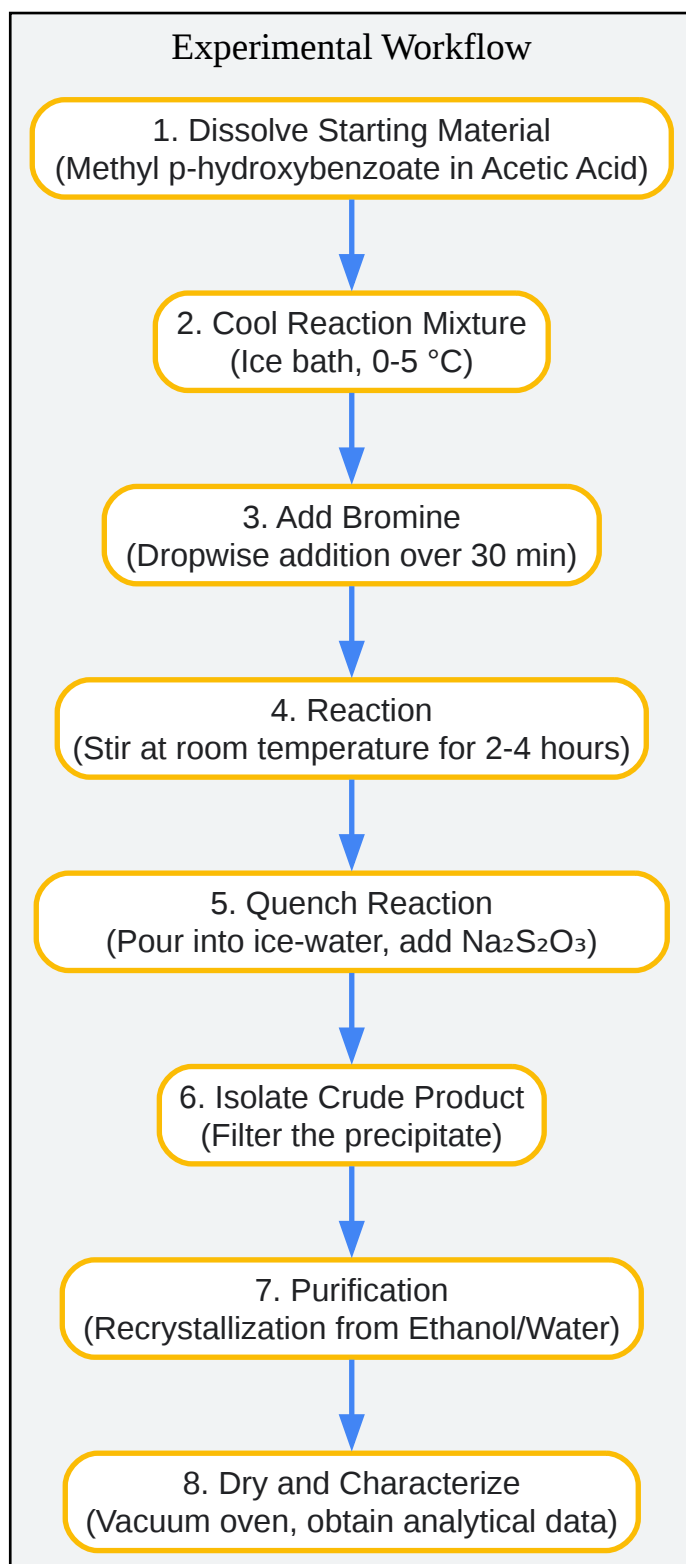 Experimental Workflow
1. Dissolve Starting Material
(Methyl p-hydroxybenzoate in Acetic Acid)
2. Cool Reaction Mixture
(Ice bath, 0-5 °C)
3. Add Bromine
(Dropwise addition over 30 min)
4. Reaction
(Stir at room temperature for 2-4 hours)
5. Quench Reaction
(Pour into ice-water, add Na₂S₂O₃)
6. Isolate Crude Product
(Filter the precipitate)
7. Purification
(Recrystallization from Ethanol/Water)
8. Dry and Characterize
(Vacuum oven, obtain analytical data)